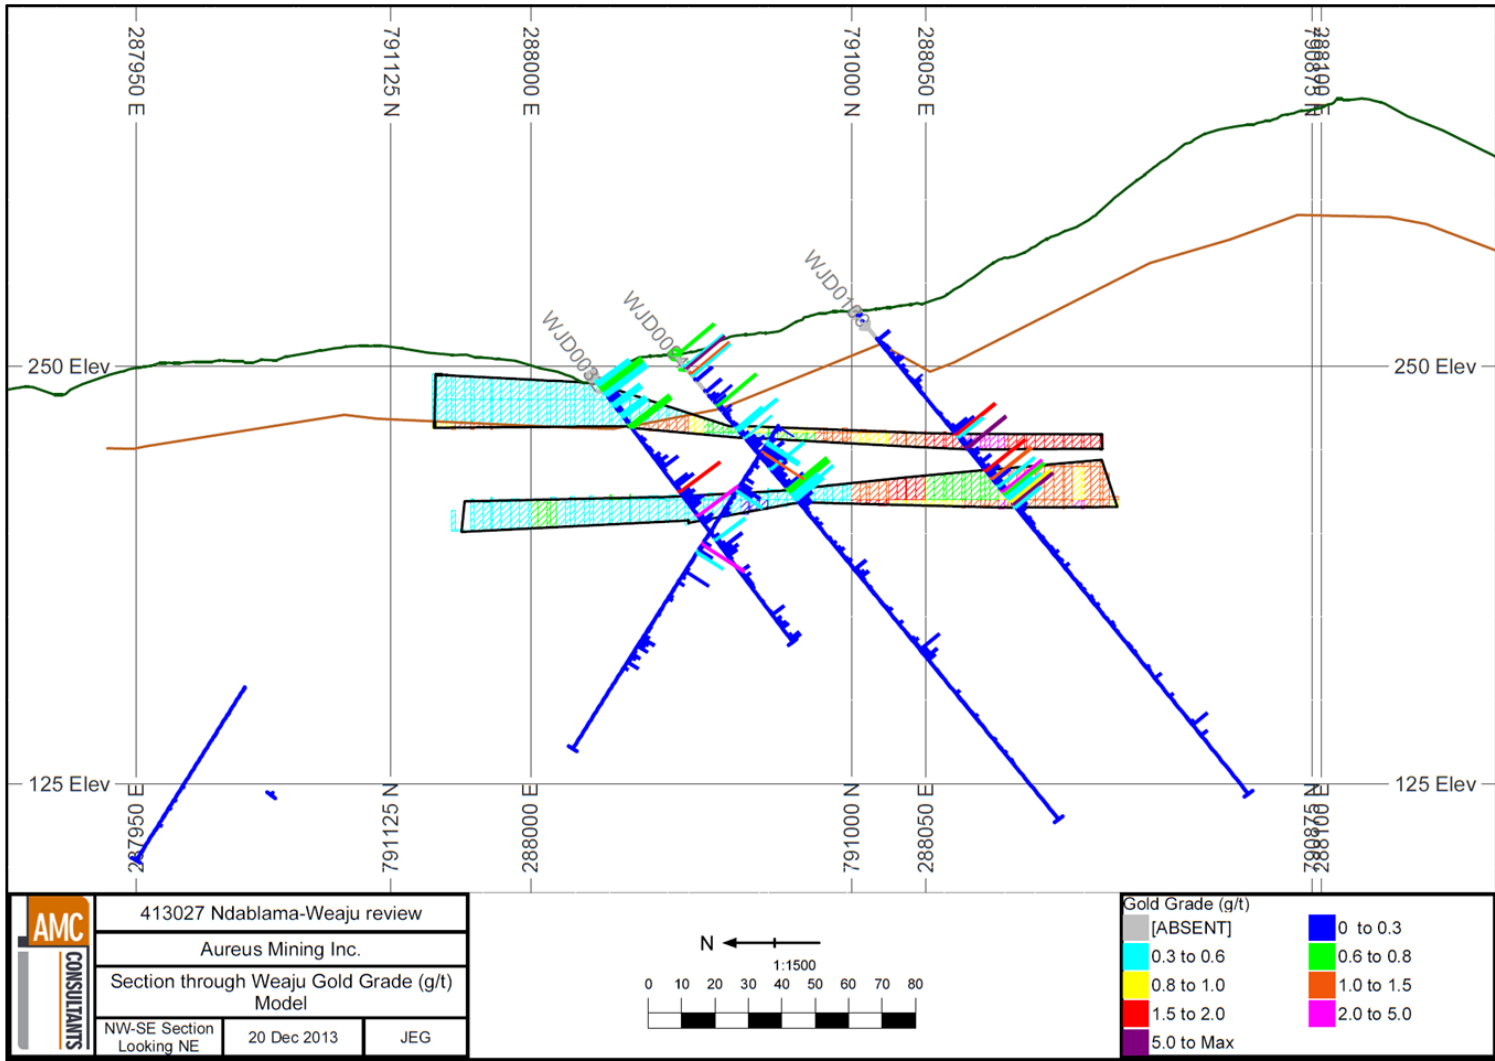 287950 E
791125 N
288000 E
791000 N
288050 E
288100 E
WJD0004
250 Elev
250 Elev
125 Elev
125 Elev
287950 E
791125 N
288000 E
791000 N
288050 E
790875 N
288100 E
AMC
CONSULTANTS
413027 Ndablama-Weaju review
Aureus Mining Inc.
Section through Weaju Gold Grade (g/t)
Model
NW-SE Section
Looking NE
20 Dec 2013
JEG
N
1:1500
0 10 20 30 40 50 60 70 80
Gold Grade (g/t)
[ABSENT]
0 to 0.3
0.3 to 0.6
0.6 to 0.8
0.8 to 1.0
1.0 to 1.5
1.5 to 2.0
2.0 to 5.0
5.0 to Max